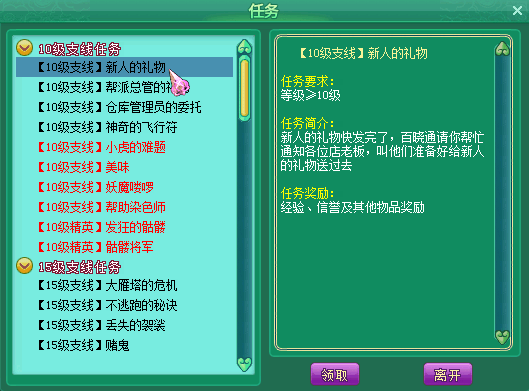 任务
10级支线任务
【10级支线】新人的礼物
【10级支线】帮派总管的
【10级支线】仓库管理员的委托
【10级支线】神奇的飞行符
【10级支线】小虎的难题
【10级支线】美味
【10级支线】妖魔喽啰
【10级支线】帮助染色师
【10级精英】发狂的骷髅
【10级精英】骷髅将军
15级支线任务
【15级支线】大雁塔的危机
【15级支线】不逃跑的秘诀
【15级支线】丢失的袈裟
【15级支线】赌鬼
【10级支线】新人的礼物
任务要求:
等级≥10级
任务简介:
新人的礼物快发完了，百晓通请你帮忙
通知各位店老板，叫他们准备好给新人
的礼物送过去
任务奖励:
经验、信誉及其他物品奖励
领取
离开